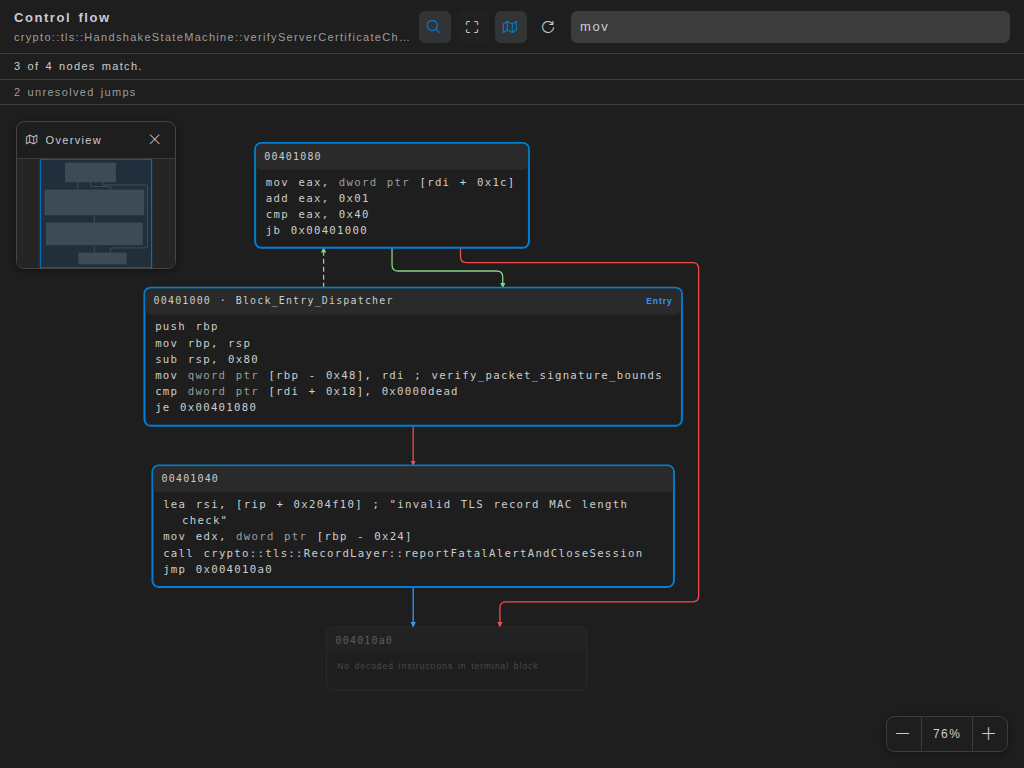 Control flow
crypto::tls::HandshakeStateMachine::verifyServerCertificateCh…
mov
3 of 4 nodes match.
2 unresolved jumps
Overview
00401080
mov eax, dword ptr [rdi + 0x1c]
add eax, 0x01
cmp eax, 0x40
jb 0x00401000
00401000 · Block_Entry_Dispatcher
Entry
push rbp
mov rbp, rsp
sub rsp, 0x80
mov qword ptr [rbp - 0x48], rdi ; verify_packet_signature_bounds
cmp dword ptr [rdi + 0x18], 0x0000dead
je 0x00401080
00401040
lea rsi, [rip + 0x204f10] ; "invalid TLS record MAC length
check"
mov edx, dword ptr [rbp - 0x24]
call crypto::tls::RecordLayer::reportFatalAlertAndCloseSession
jmp 0x004010a0
004010a0
No decoded instructions in terminal block
76%